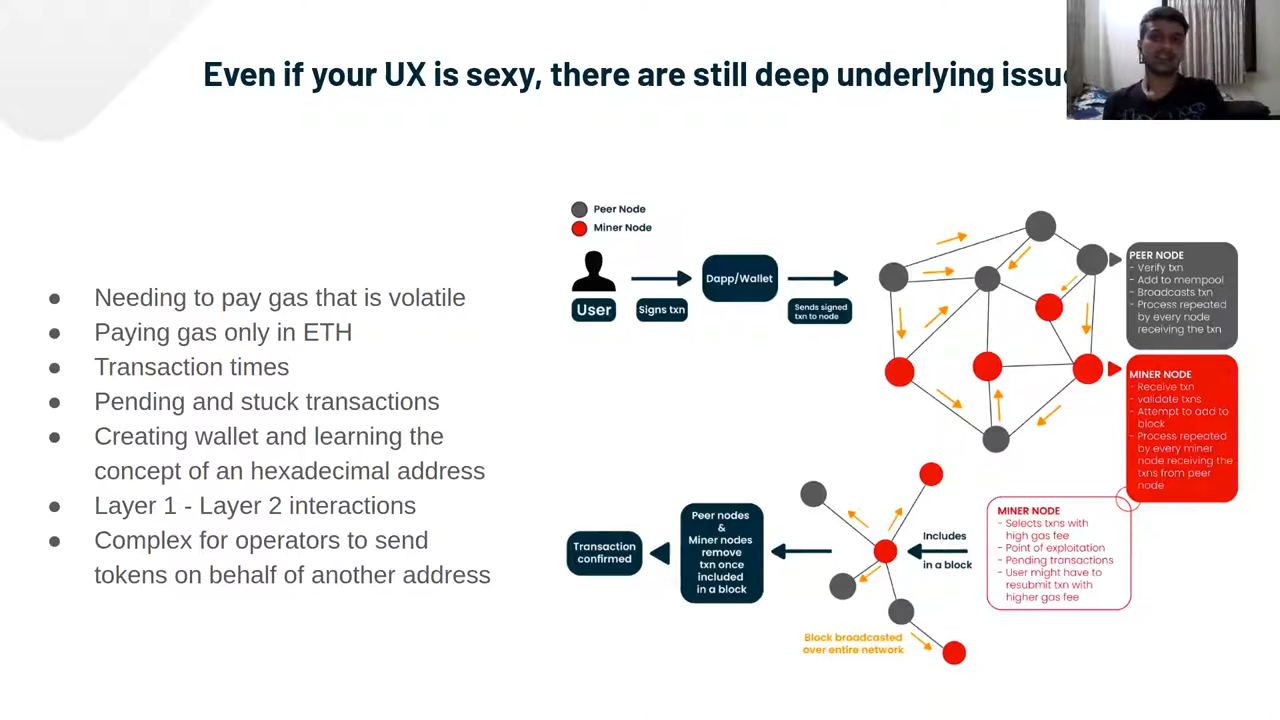 Even if your UX is sexy, there are still deep underlying
Needing to pay gas that is volatile
Paying gas only in ETH
Transaction times
Pending and stuck transactions
Creating wallet and learning the
concept of an hexadecimal address
Layer 1 - Layer 2 interactions
Complex for operators to send
tokens on behalf of another address
Peer Node
Miner Node
User
Signs txn
Dapp/Wallet
Sends signed
txn to node
PEER NODE
- Verify txn
- Add to mempool
- Broadcasts txn
- Process repeated
by every node
receiving the txn
MINER NODE
- Receive txn
- validate txns
- Attempt to add to
block
- Process repeated
by every miner
node receiving the
txns from peer
node
MINER NODE
- Selects txns with
high gas fee
- Point of exploitation
- Pending transactions
- User might have to
resubmit txn with
higher gas fee
Includes
in a block
Block broadcasted
over entire network
Peer nodes
&
Miner nodes
remove
txn once
included
in a block
Transaction
confirmed